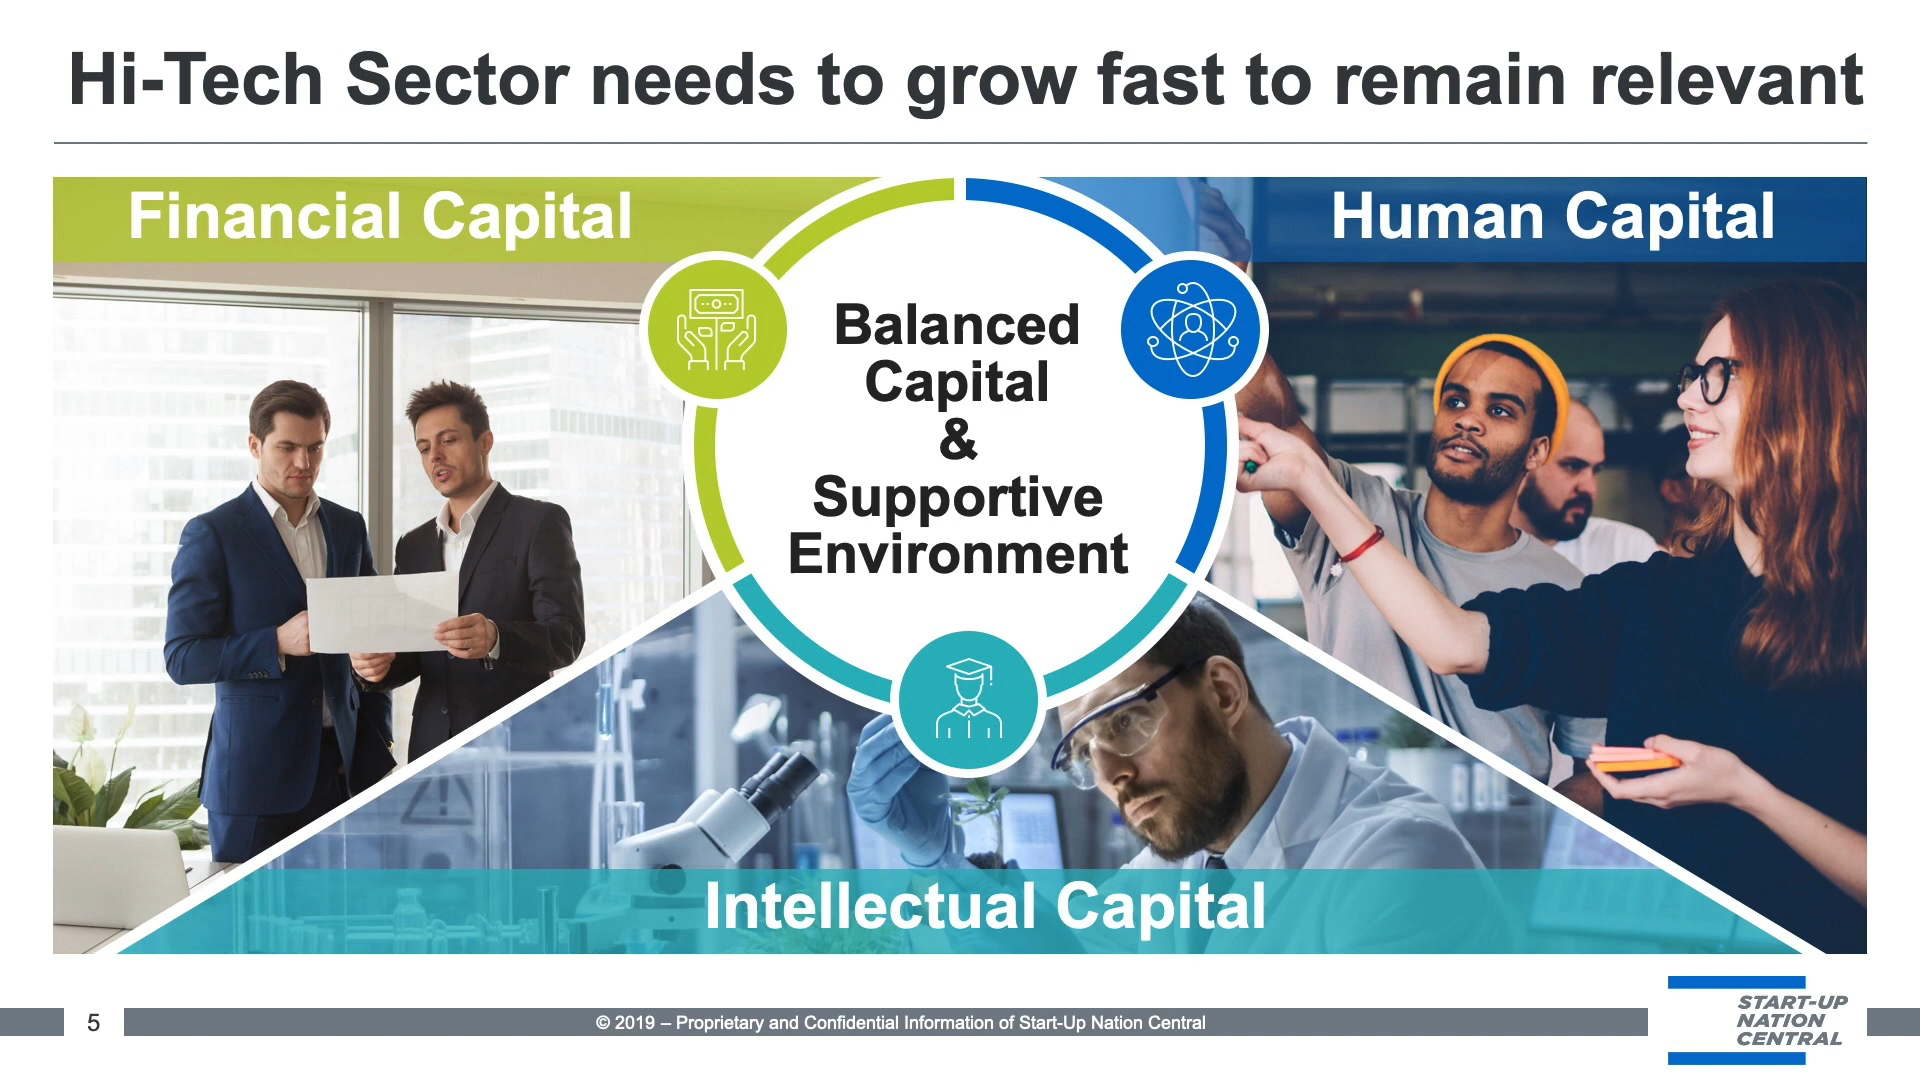 Hi-Tech Sector needs to grow fast to remain relevant
Financial Capital
Human Capital
Balanced
Capital
&
Supportive
Environment
Intellectual Capital
5
© 2019 – Proprietary and Confidential Information of Start-Up Nation Central
START-UP
NATION
CENTRAL